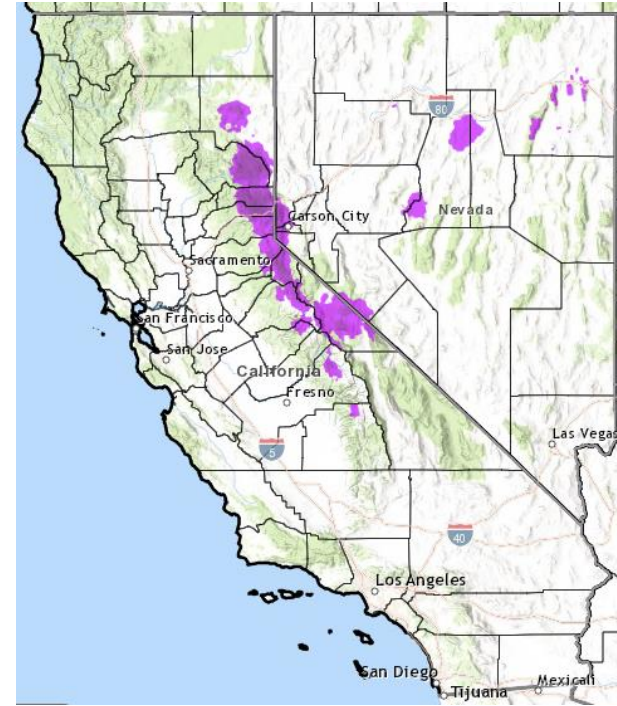 80
Nevada
Carson City
Sacramento
San Francisco
San Jose
California
Fresno
5
Las Vegas
40
Los Angeles
San Diego
Tijuana
Mexicali